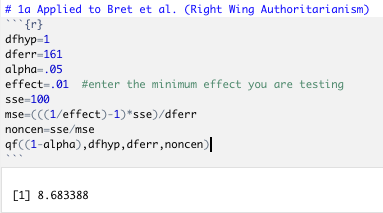 # 1a Applied to Bret et al. (Right Wing Authoritarianism)
```{r}
dfhyp=1
dferr=161
alpha=.05
effect=.01  #enter the minimum effect you are testing
sse=100
mse=(((1/effect)-1)*sse)/dferr
noncen=sse/mse
qf((1-alpha),dfhyp,dferr,noncen)
```
[1] 8.683388